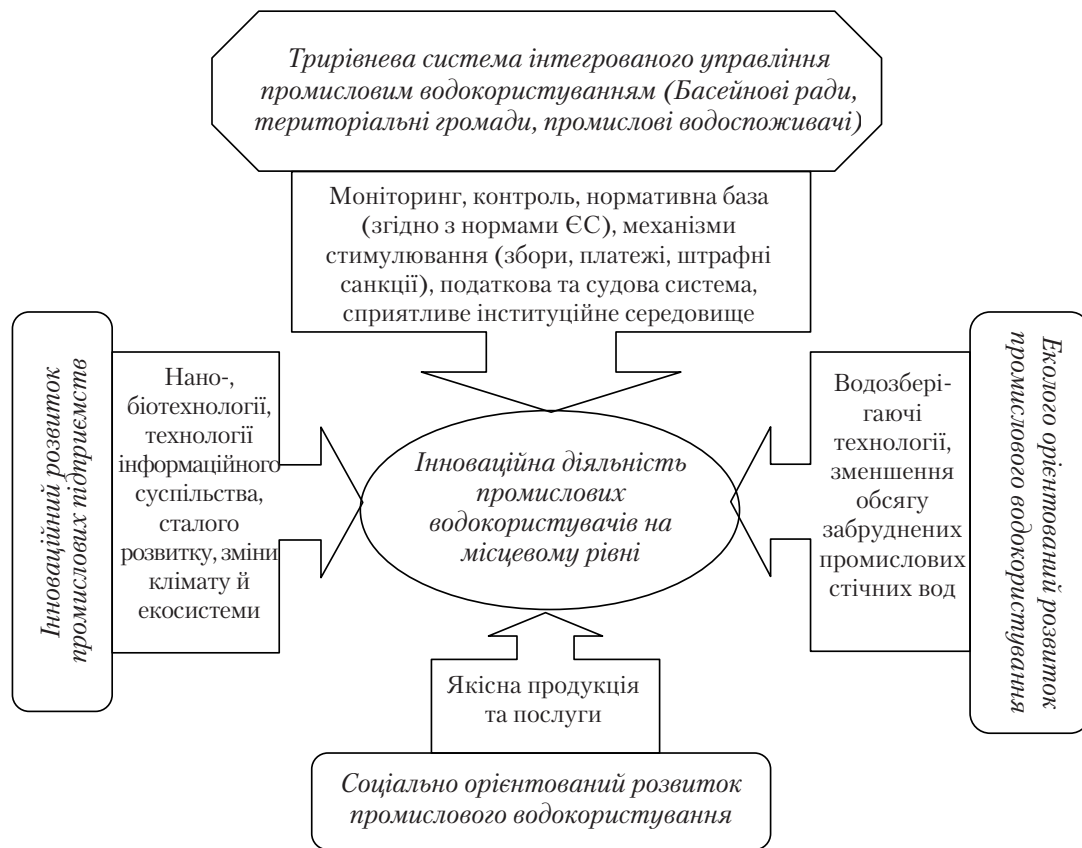 Трирівнева система інтегрованого управління
промисловим водокористуванням (Басейнові ради,
територіальні громади, промислові водоспоживачі)
Моніторинг, контроль, нормативна база
(згідно з нормами ЄС), механізми
стимулювання (збори, платежі, штрафні
санкції), податкова та судова система,
сприятливе інституційне середовище
Інноваційний розвиток
промислових підприємств
Нано-,
біотехнології,
технології
інформаційного
суспільства,
сталого
розвитку, зміни
клімату й
екосистеми
Інноваційна діяльність
промислових
водокористувачів на
місцевому рівні
Водозбері-
гаючі
технології,
зменшення
обсягу
забруднених
промислових
стічних вод
Еколого орієнтований розвиток
промислового водокористування
Якісна продукція
та послуги
Соціально орієнтований розвиток
промислового водокористування